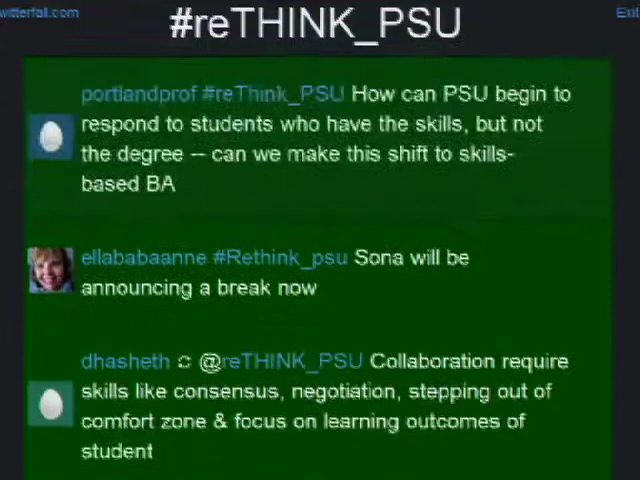 witterfall.com
Exit
#reTHINK_PSU
portlandprof #reThink_PSU How can PSU begin to
respond to students who have the skills, but not
the degree -- can we make this shift to skills-
based BA
ellababaanne #Rethink_psu Sona will be
announcing a break now
dhasheth @reTHINK_PSU Collaboration require
skills like consensus, negotiation, stepping out of
comfort zone & focus on learning outcomes of
student